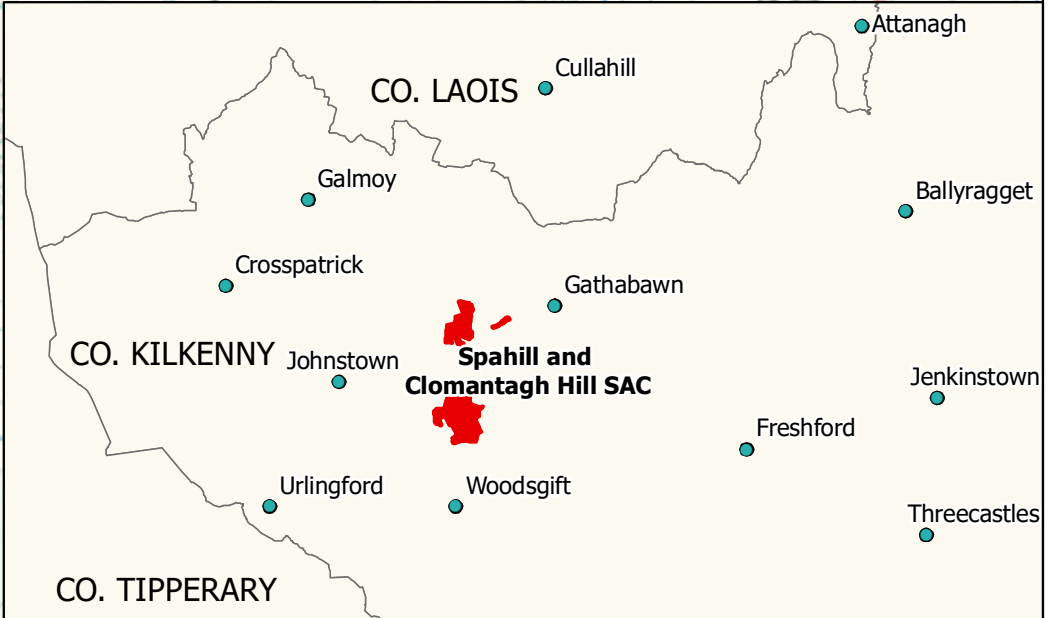 Attanagh
Cullahill
CO. LAOIS
Galmoy
Ballyragget
Crosspatrick
Gathabawn
CO. KILKENNY
Johnstown
Spahill and
Clomantagh Hill SAC
Jenkinstown
Freshford
Urlingford
Woodsgift
Threecastles
CO. TIPPERARY